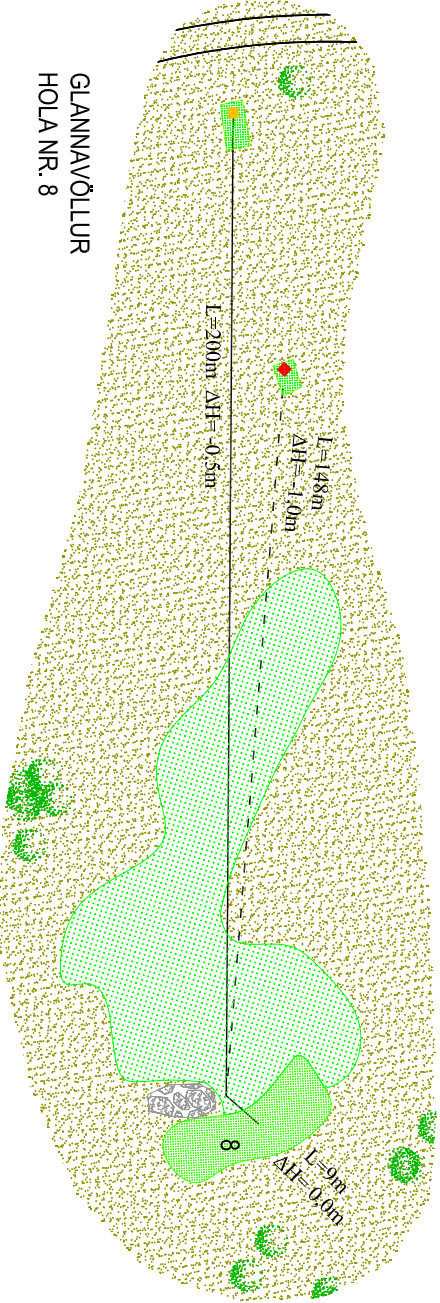 GLANNAVÖLLUR
HOLA NR. 8
L=200m ΔH= -0,5m
L=148m
ΔH= -1,0m
L=9m
ΔH= 0,0m
8